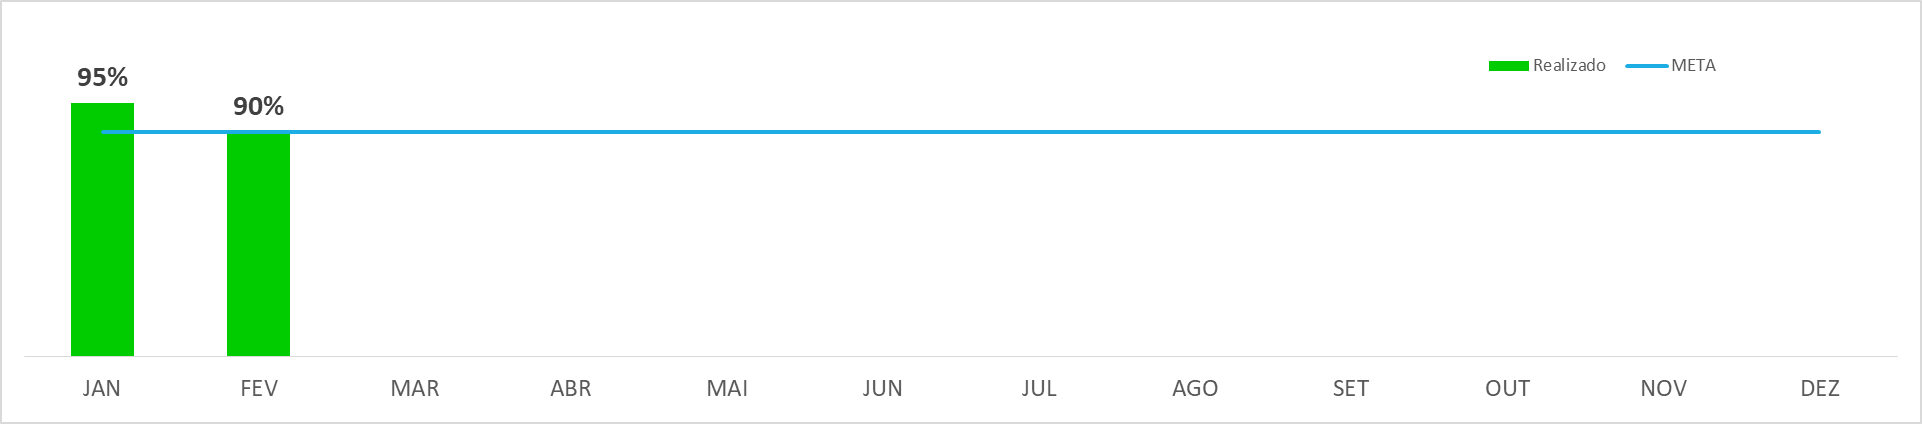 Realizado META
95%
90%
JAN FEV MAR ABR MAI JUN JUL AGO SET OUT NOV DEZ